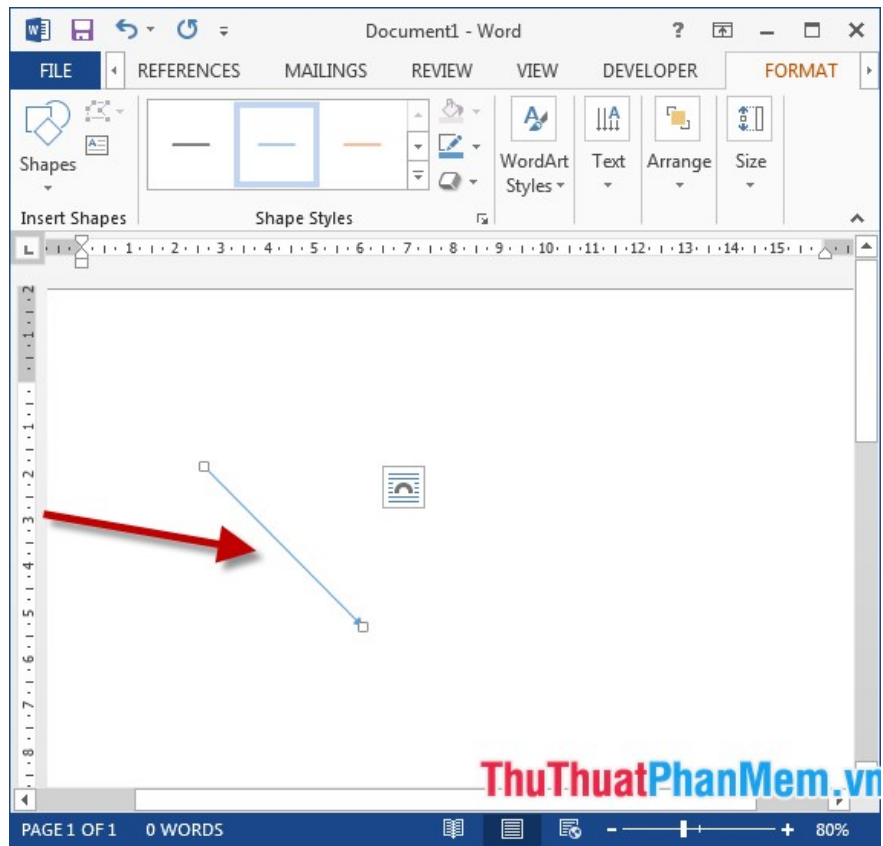 Document1 - Word
FILE REFERENCES MAILINGS REVIEW VIEW DEVELOPER FORMAT
Shapes
WordArt Styles
Text
Arrange
Size
Insert Shapes
Shape Styles
L 1 2 3 4 5 6 7 8 9 10 11 12 13 14 15
2
1
1
2
3
4
5
6
7
8
ThuThuatPhanMem.vn
PAGE 1 OF 1 0 WORDS 80%